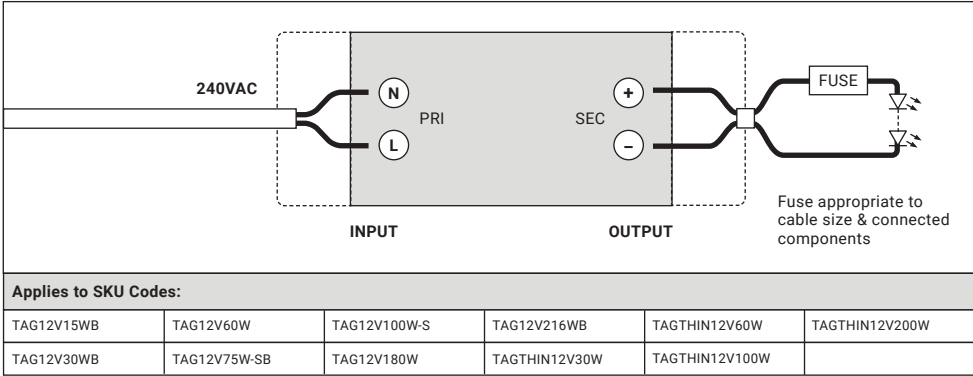 240VAC
N
L
PRI
SEC
+
–
FUSE
INPUT
OUTPUT
Fuse appropriate to
cable size & connected
components
Applies to SKU Codes:
TAG12V15WB TAG12V60W TAG12V100W-S TAG12V216WB TAGTHIN12V60W TAGTHIN12V200W
TAG12V30WB TAG12V75W-SB TAG12V180W TAGTHIN12V30W TAGTHIN12V100W